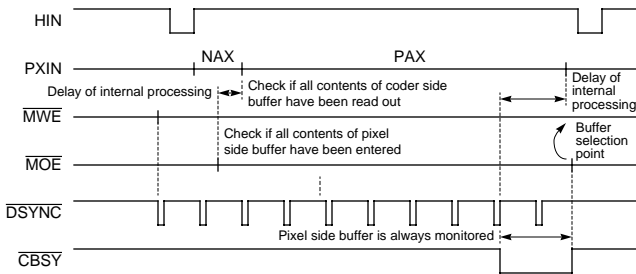 HIN
NAX
PAX
PXIN
Delay of internal processing
Check if all contents of coder side
buffer have been read out
Delay of
internal
processing
MWE
Check if all contents of pixel
side buffer have been entered
Buffer
selection
point
MOE
DSYNC
Pixel side buffer is always monitored
CBSY